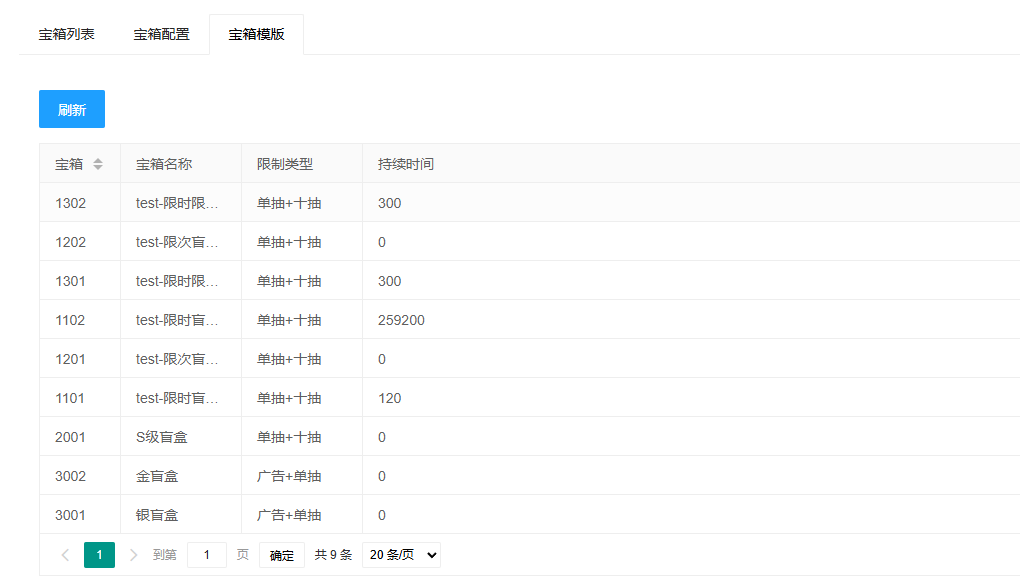 宝箱列表 宝箱配置 宝箱模版
刷新
宝箱 宝箱名称 限制类型 持续时间
1302 test-限时限… 单抽+十抽 300
1202 test-限次盲… 单抽+十抽 0
1301 test-限时限… 单抽+十抽 300
1102 test-限时盲… 单抽+十抽 259200
1201 test-限次盲… 单抽+十抽 0
1101 test-限时盲… 单抽+十抽 120
2001 S级盲盒 单抽+十抽 0
3002 金盲盒 广告+单抽 0
3001 银盲盒 广告+单抽 0
1 到第 1 页 确定 共 9 条 20 条/页